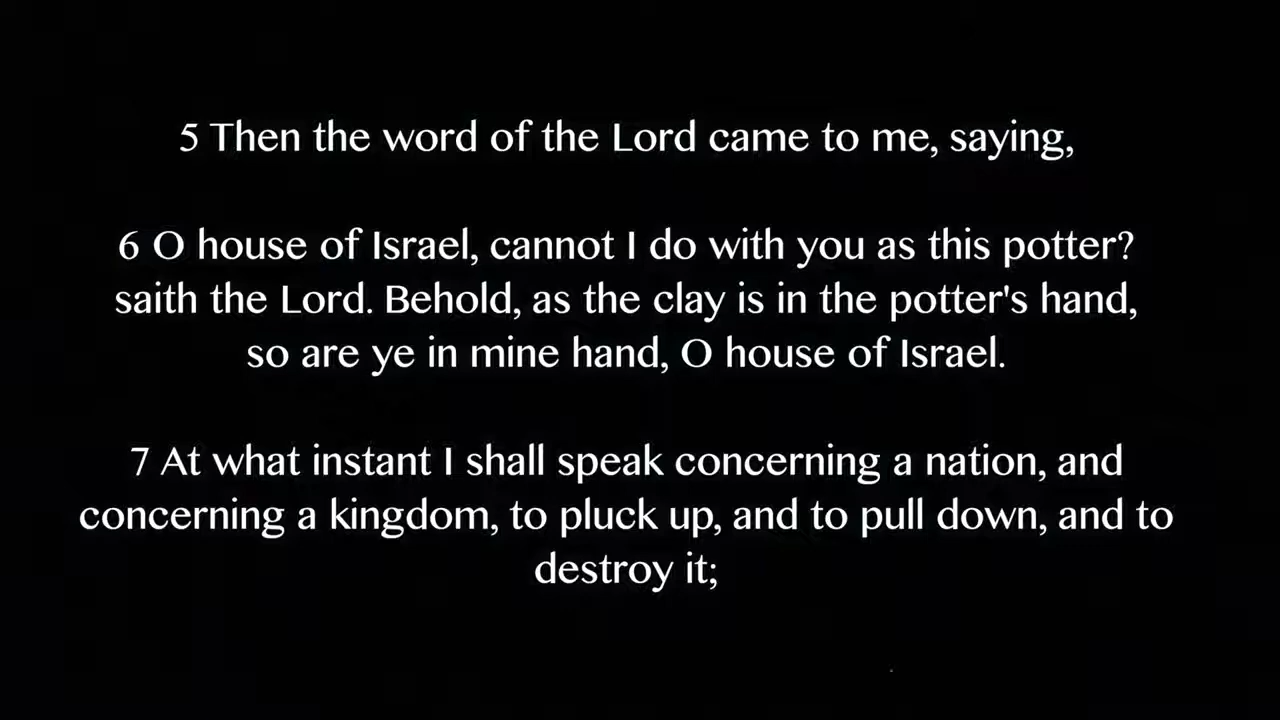 5 Then the word of the Lord came to me, saying,
6 O house of Israel, cannot I do with you as this potter?
saith the Lord. Behold, as the clay is in the potter's hand,
so are ye in mine hand, O house of Israel.
7 At what instant I shall speak concerning a nation, and
concerning a kingdom, to pluck up, and to pull down, and to
destroy it;